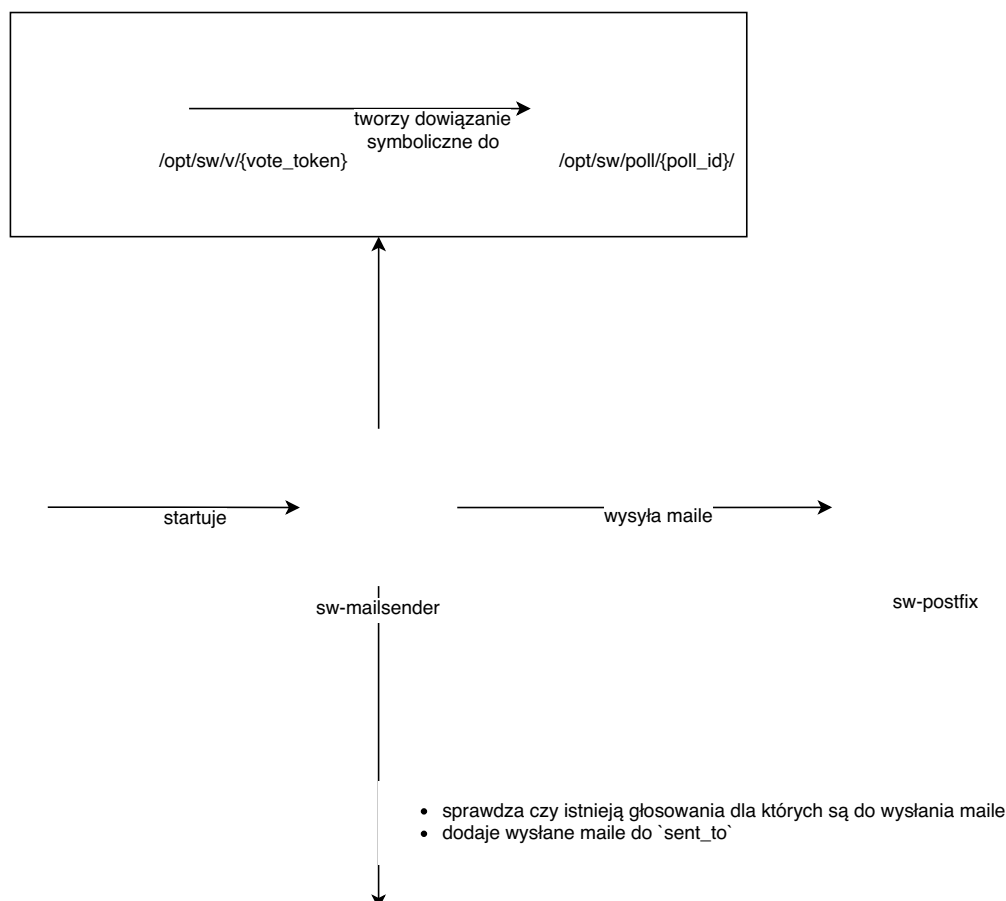 tworzy dowiązanie
symboliczne do
/opt/sw/v/{vote_token}
/opt/sw/poll/{poll_id}/
startuje
wysyła maile
sw-mailsender
sw-postfix
• sprawdza czy istnieją głosowania dla których są do wysłania maile
• dodaje wysłane maile do `sent_to`